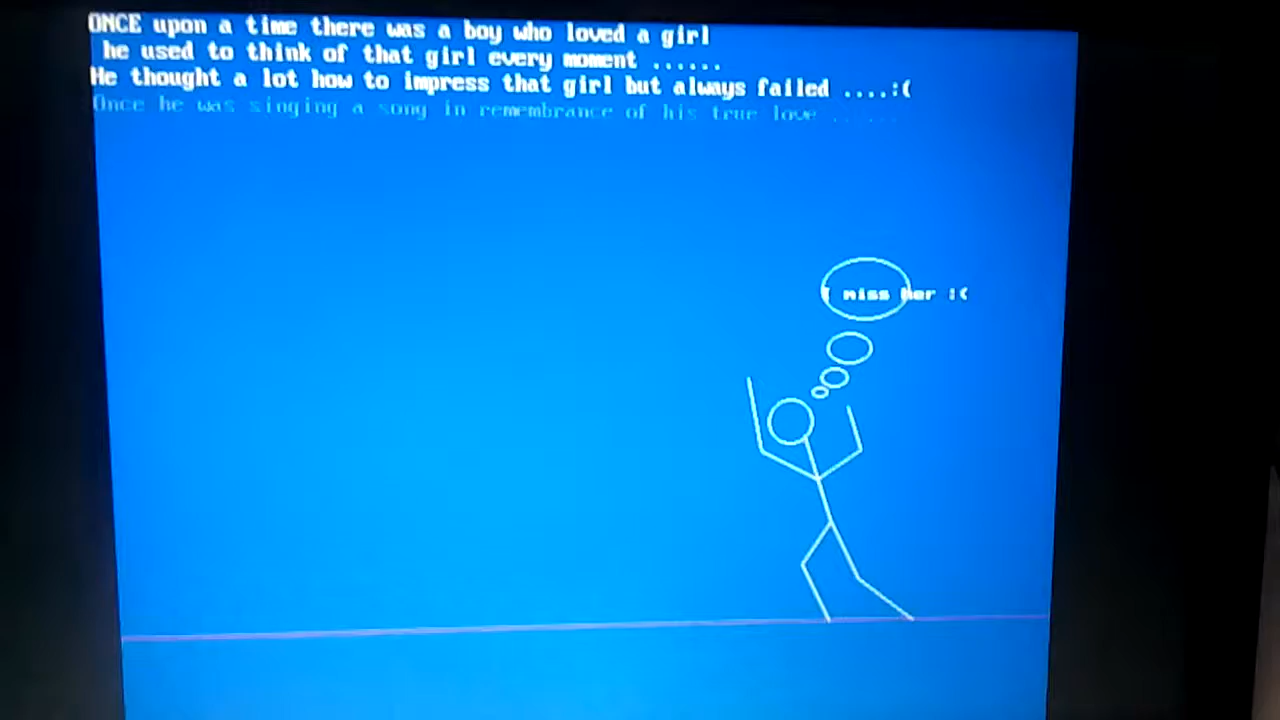 ONCE upon a time there was a boy who loved a girl
he used to think of that girl every moment ......
He thought a lot how to impress that girl but always failed ....:(
Once he was singing a song in remembrance of his true love .......
I miss her :(